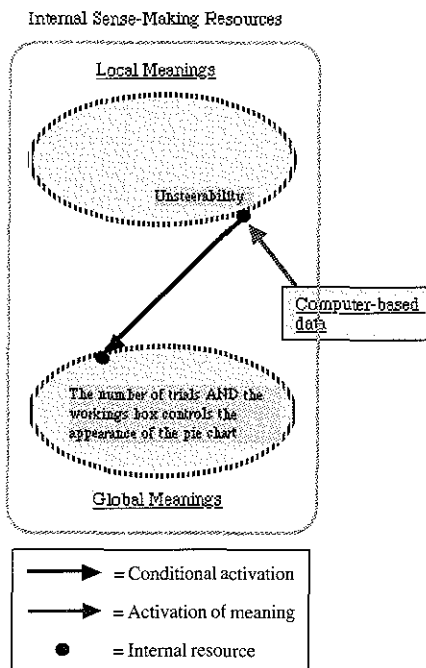 Internal Sense-Making Resources
Local Meanings
Unsteerability
Computer-based
data
The number of trials AND the
workings box controls the
appearance of the pie chart
Global Meanings
= Conditional activation
= Activation of meaning
= Internal resource